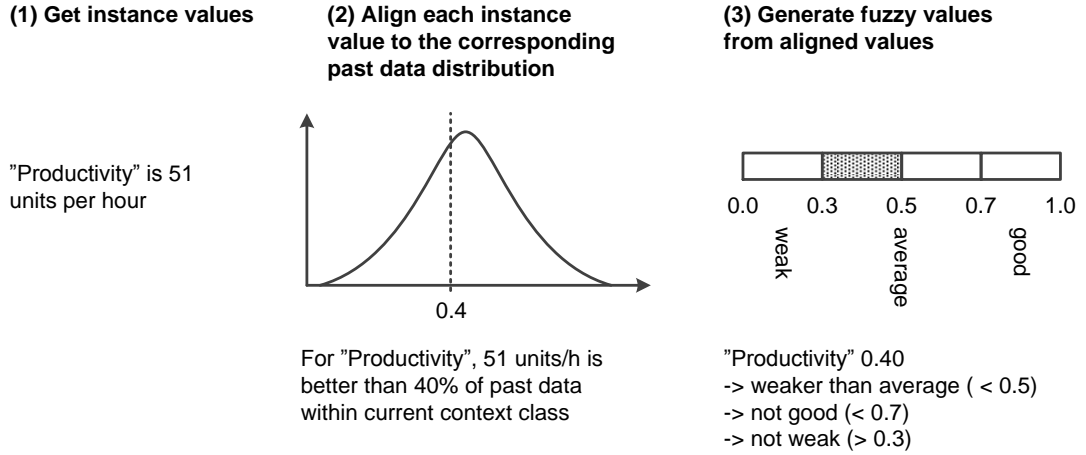 (1) Get instance values
(2) Align each instance
value to the corresponding
past data distribution
(3) Generate fuzzy values
from aligned values
”Productivity” is 51
units per hour
0.4
For ”Productivity”, 51 units/h is
better than 40% of past data
within current context class
0.0 0.3 0.5 0.7 1.0
weak
average
good
”Productivity” 0.40
-> weaker than average ( < 0.5)
-> not good (< 0.7)
-> not weak (> 0.3)